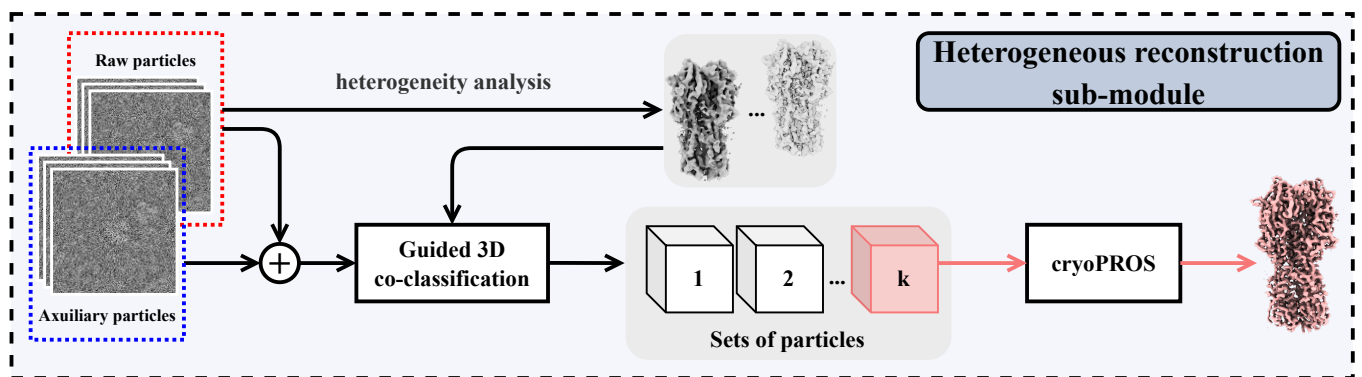 Heterogeneous reconstruction
sub-module
Raw particles
heterogeneity analysis
...
Axuiliary particles
Guided 3D
co-classification
1
2
...
k
Sets of particles
cryoPROS